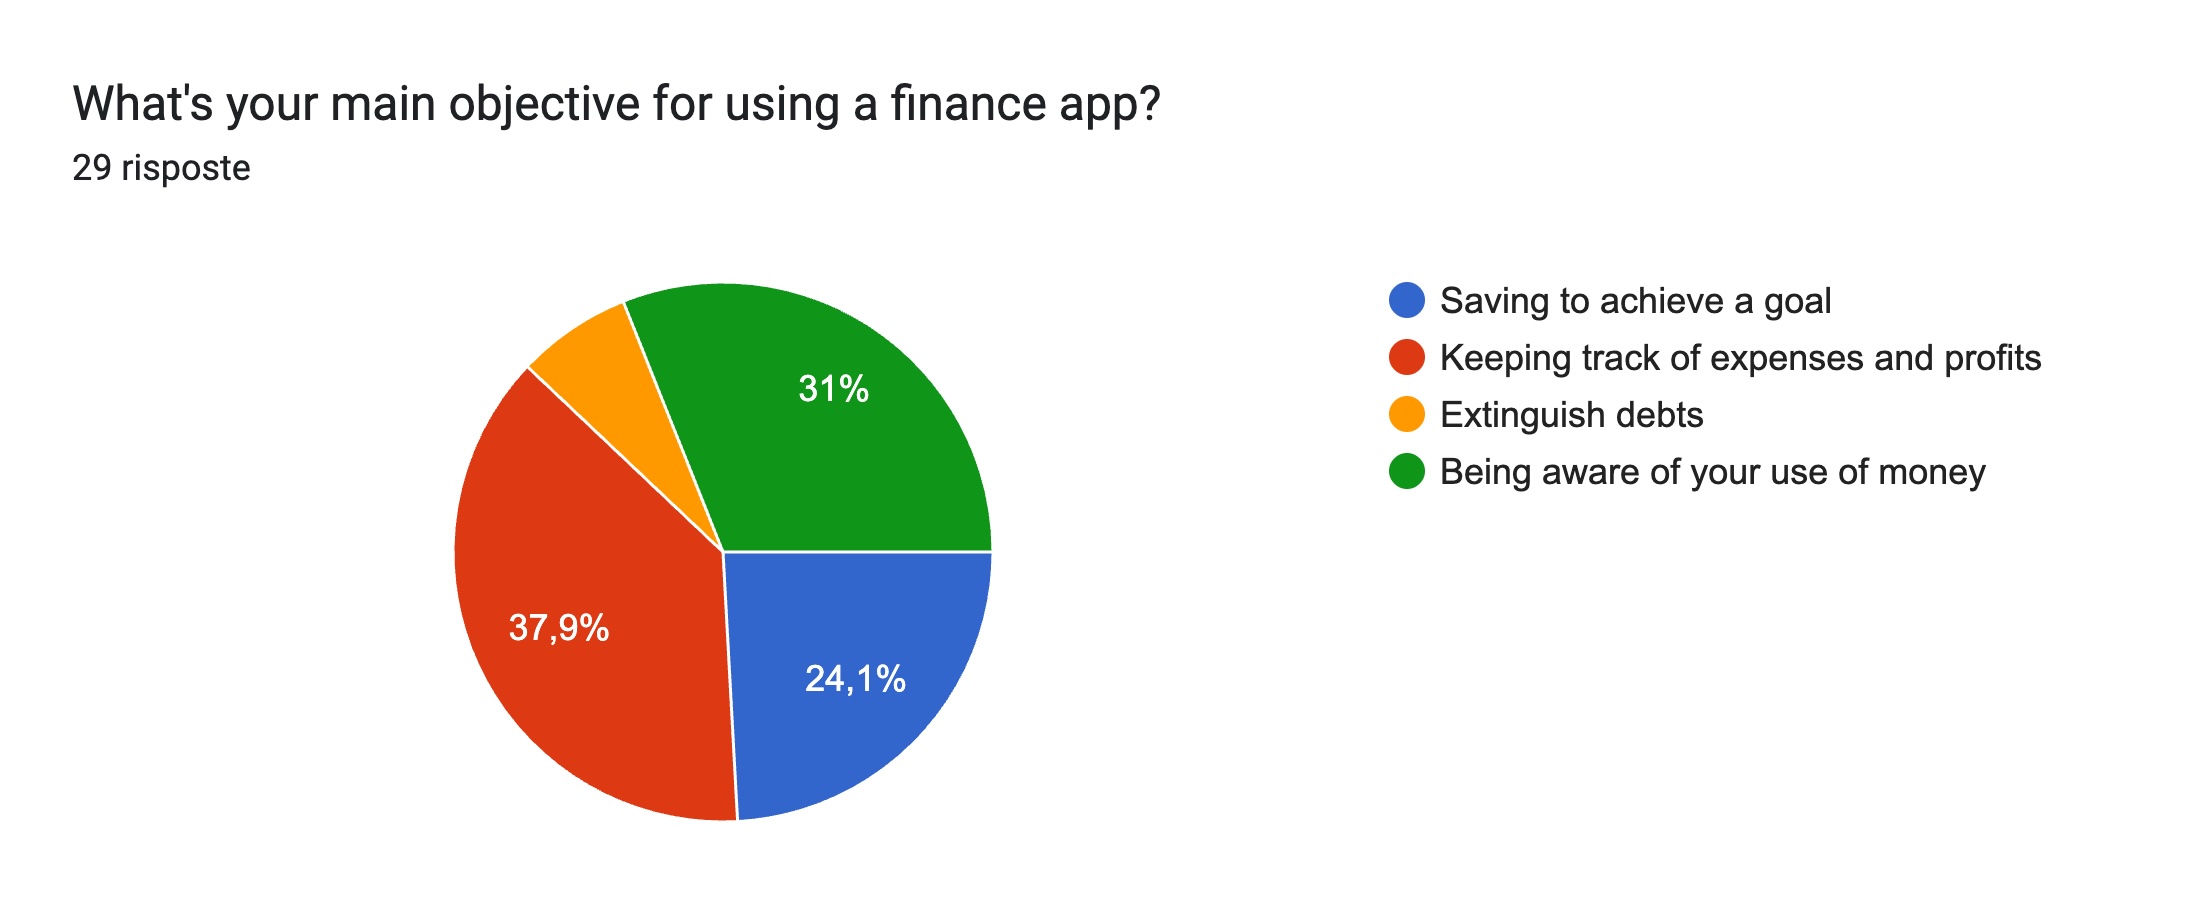 What's your main objective for using a finance app?
29 risposte
31%
37,9%
24,1%
Saving to achieve a goal
Keeping track of expenses and profits
Extinguish debts
Being aware of your use of money